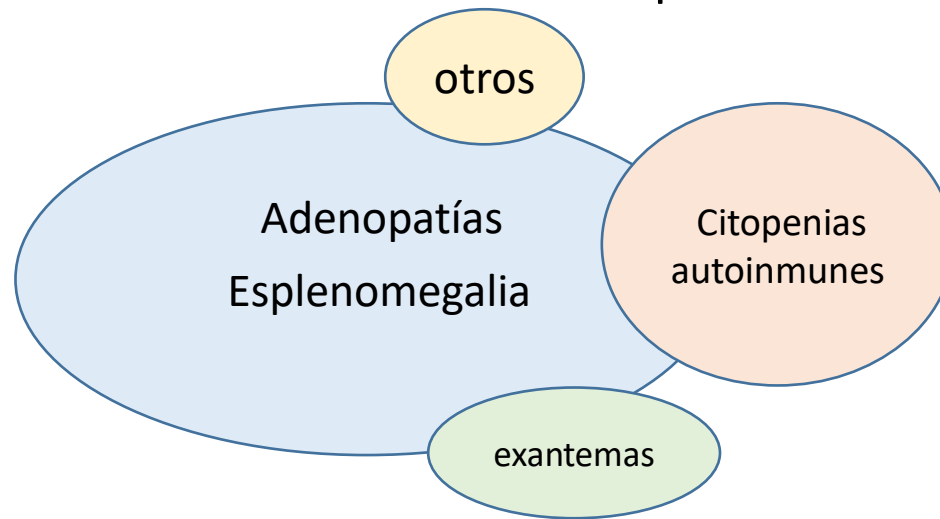 otros
Adenopatías
Esplenomegalia
Citopenias
autoinmunes
exantemas